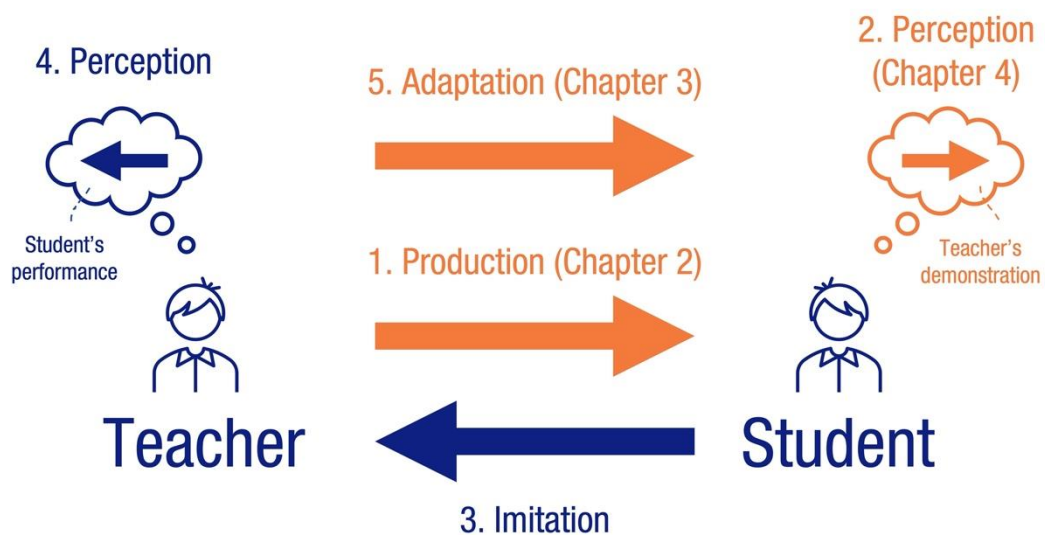 4. Perception
5. Adaptation (Chapter 3)
2. Perception
(Chapter 4)
Student's
performance
1. Production (Chapter 2)
Teacher's
demonstration
Teacher
Student
3. Imitation